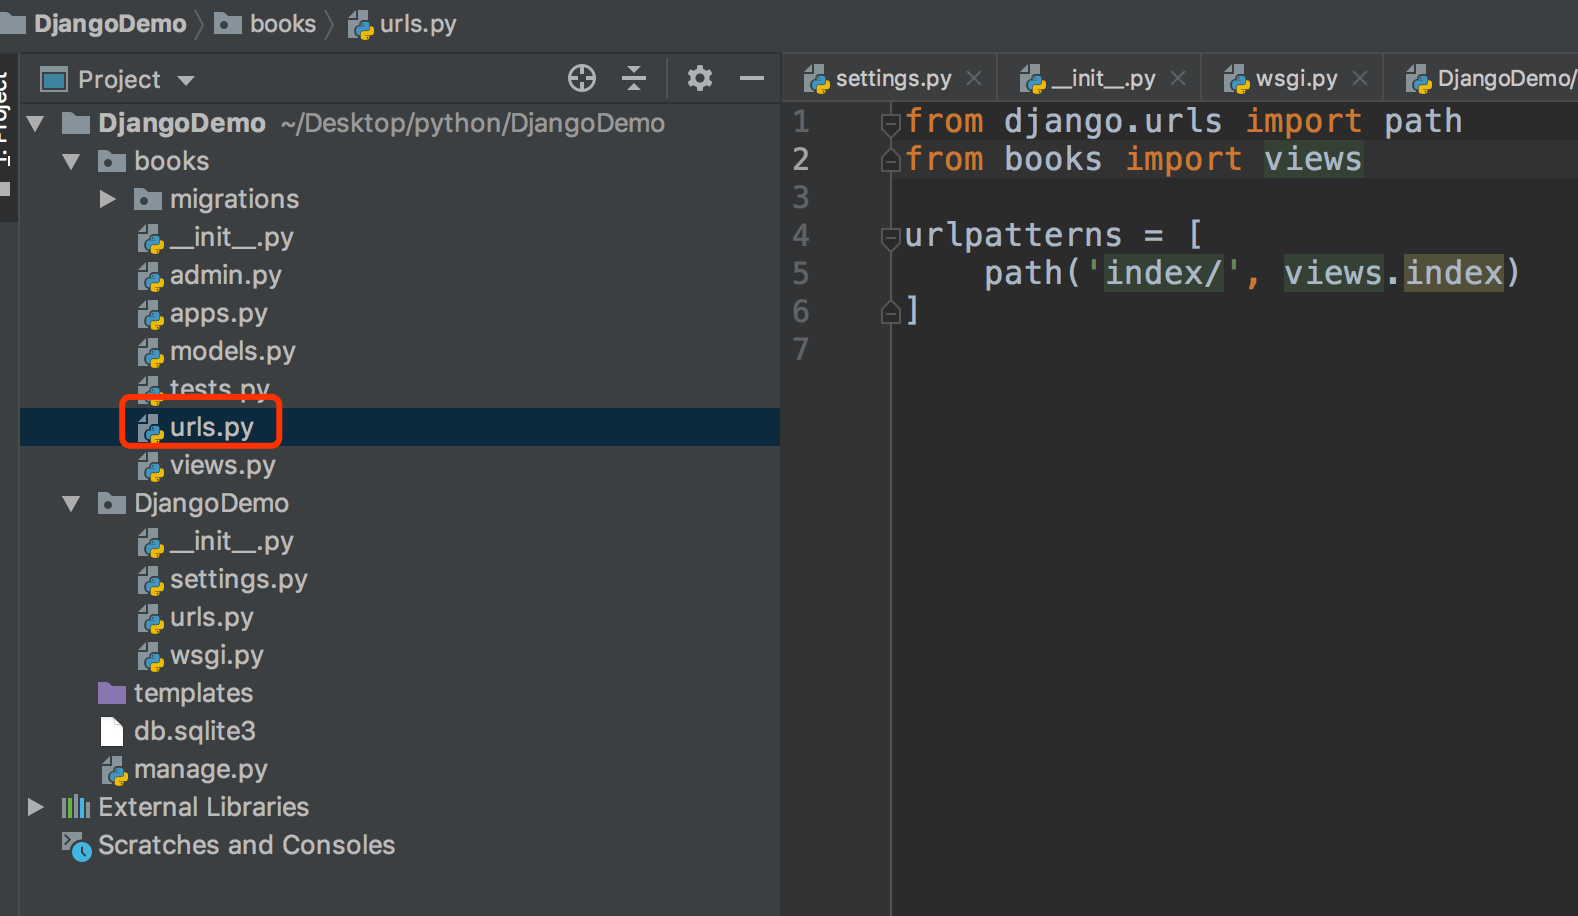 DjangoDemo books urls.py
Project
Project
settings.py __init__.py wsgi.py DjangoDemo/
DjangoDemo ~/Desktop/python/DjangoDemo
books
migrations
__init__.py
admin.py
apps.py
models.py
tests.py
urls.py
views.py
DjangoDemo
__init__.py
settings.py
urls.py
wsgi.py
templates
db.sqlite3
manage.py
External Libraries
Scratches and Consoles
1 from django.urls import path
2 from books import views
3
4 urlpatterns = [
5     path('index/', views.index)
6 ]
7